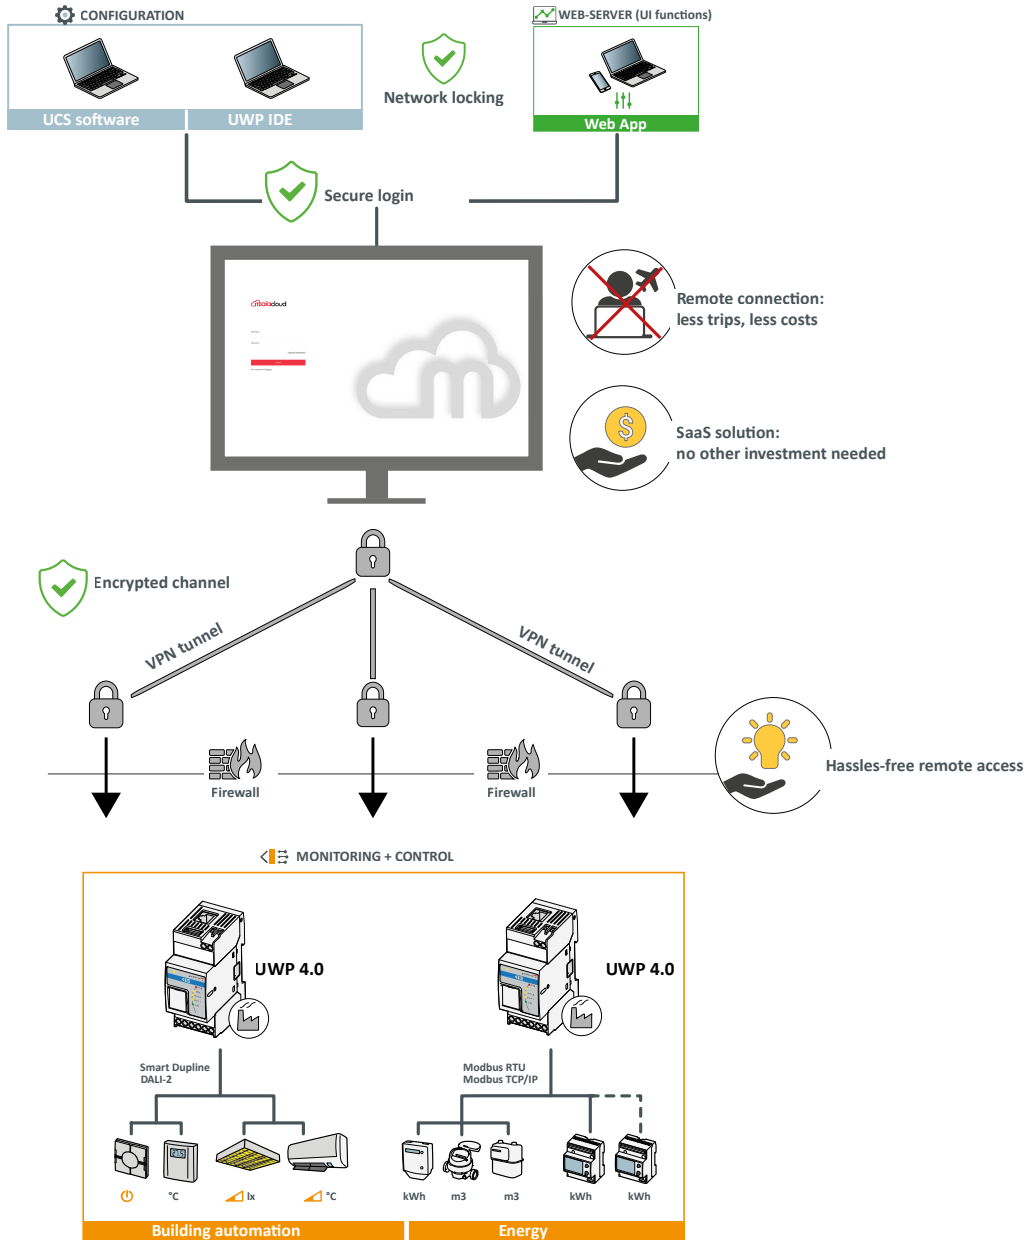 CONFIGURATION
WEB-SERVER (UI functions)
UCS software
UWP IDE
Network locking
Web App
Secure login
maiacloud
Remote connection:
less trips, less costs
SaaS solution:
no other investment needed
Encrypted channel
VPN tunnel
VPN tunnel
Firewall
Firewall
Hassles-free remote access
MONITORING + CONTROL
UWP 4.0
UWP 4.0
Smart Dupline
DALI-2
Modbus RTU
Modbus TCP/IP
°C
lx
°C
kWh
m3
m3
kWh
kWh
Building automation
Energy